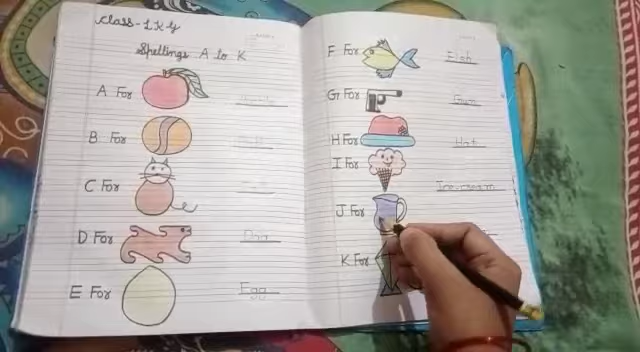 Class-LKG
Spellings A to K
A For
B For
C For
D For Dog
E For Egg
F For Fish
G For Gun
H For Hat
I For Ice-cream
J For
K For